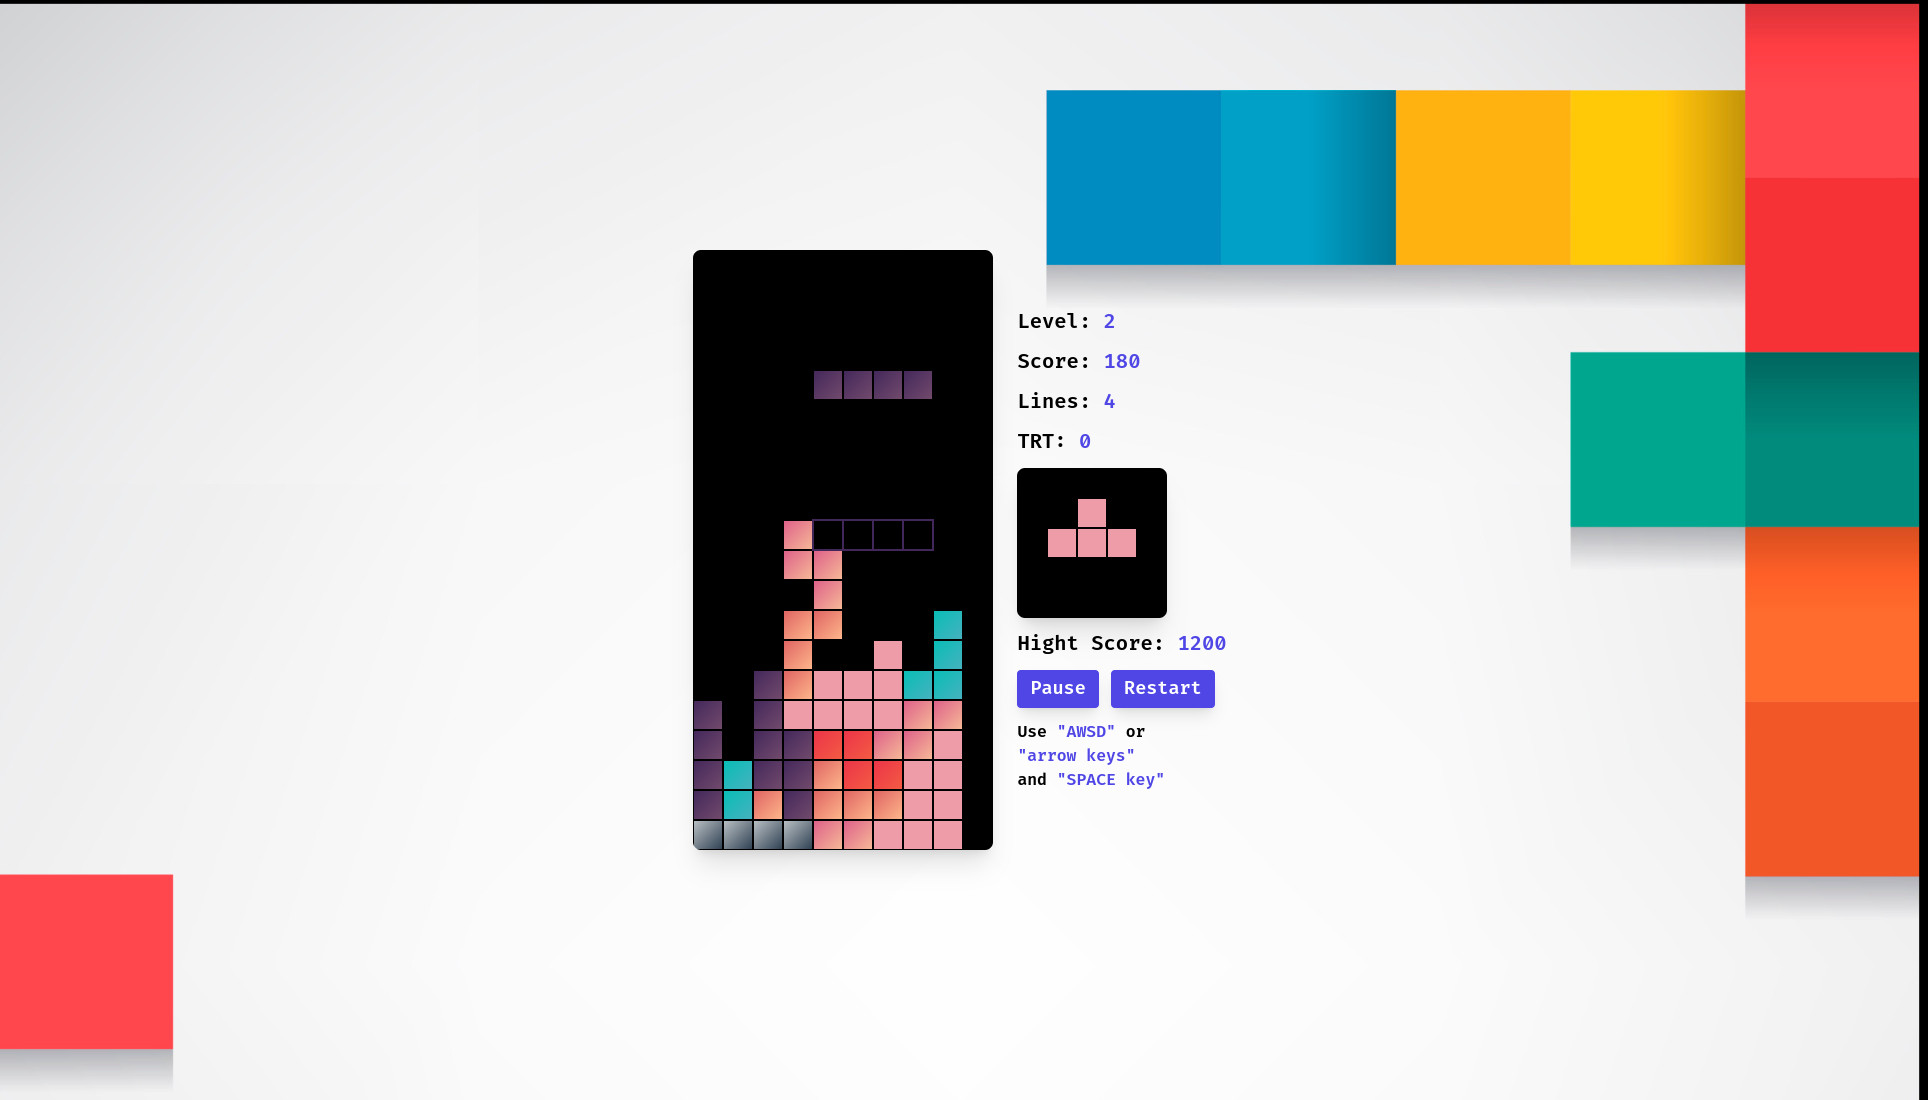 Level: 2
Score: 180
Lines: 4
TRT: 0
Hight Score: 1200
Pause Restart
Use "AWSD" or
"arrow keys"
and "SPACE key"